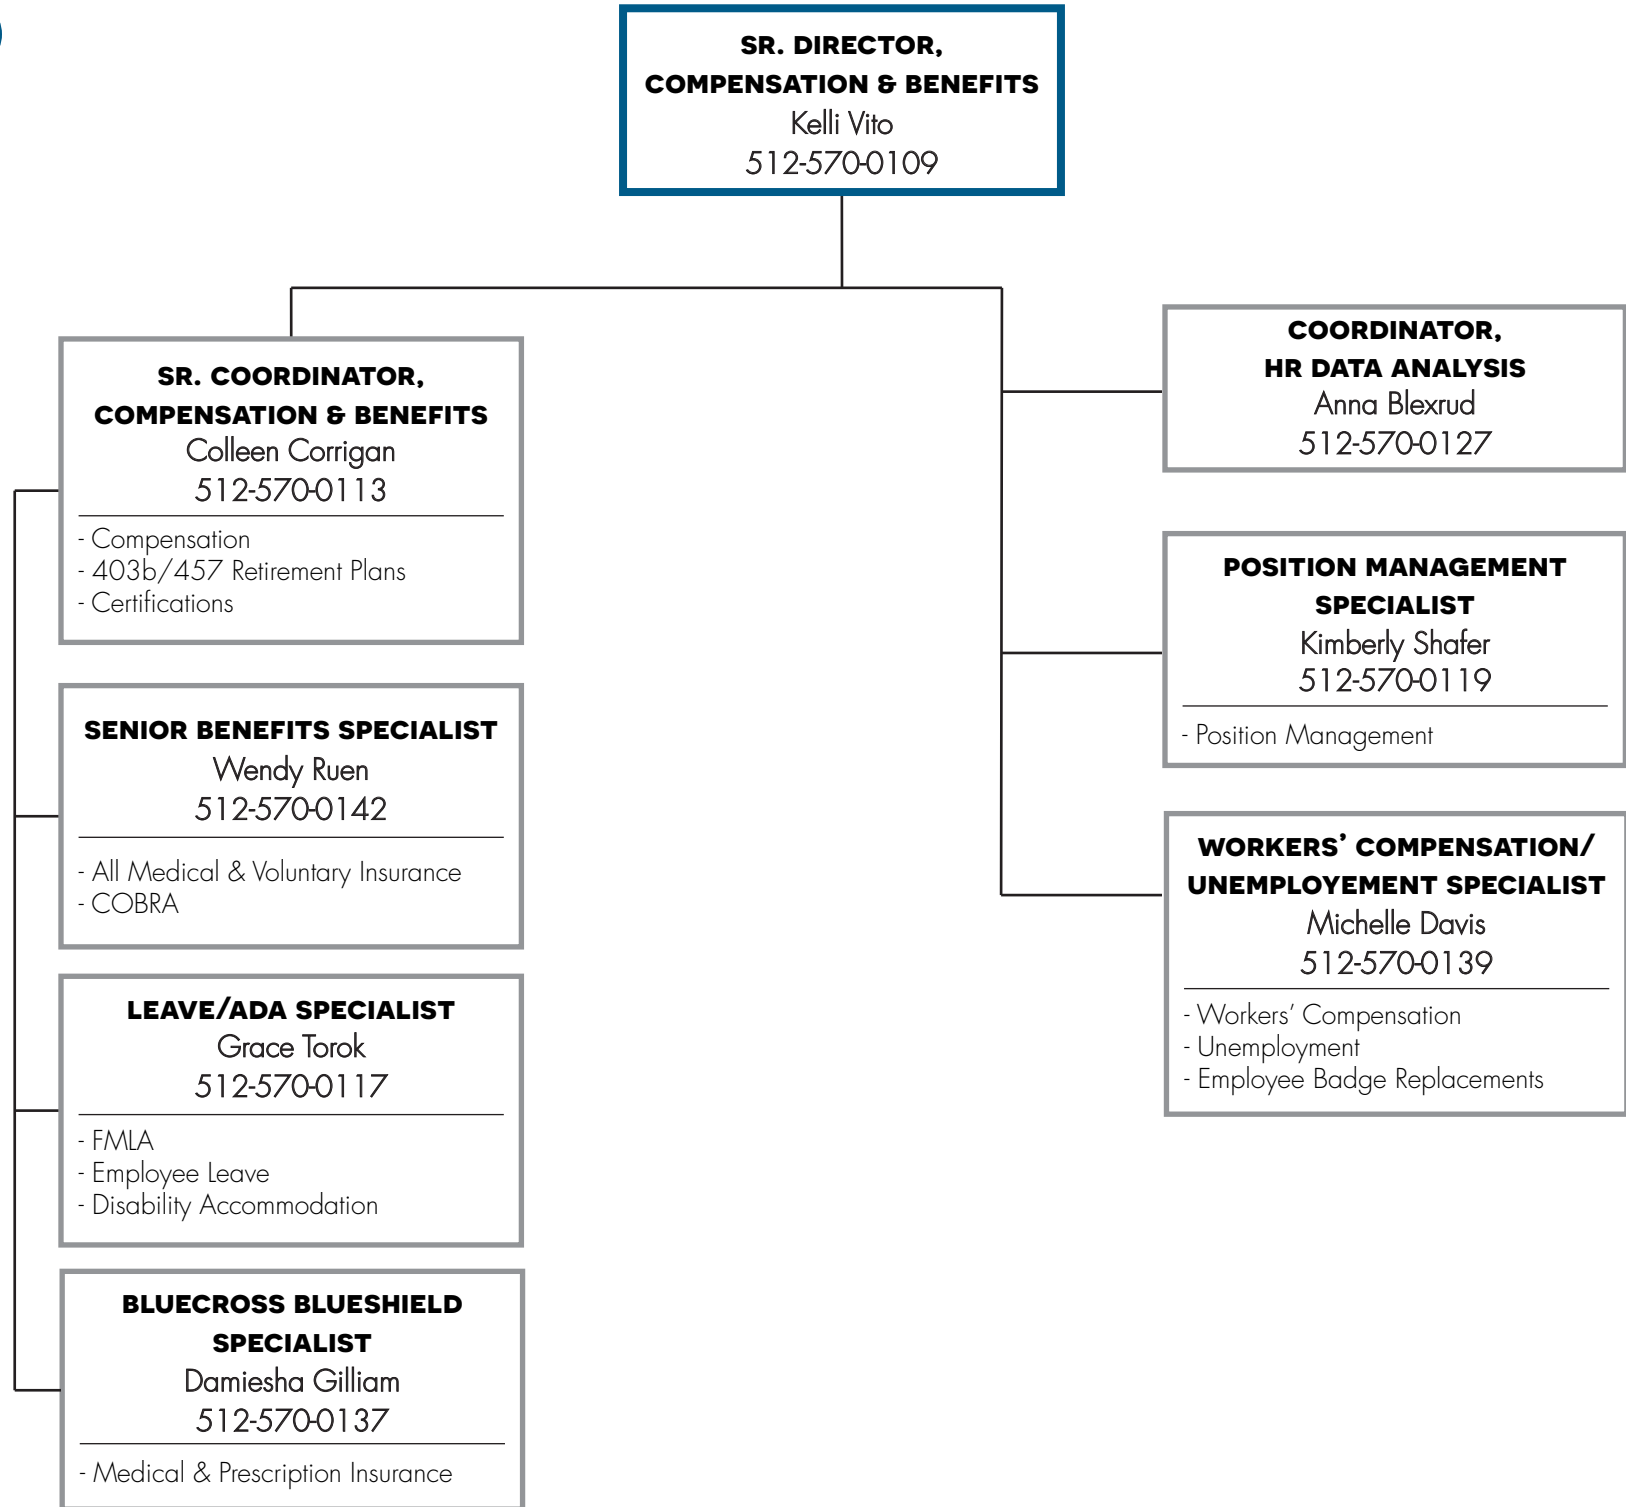 SR. DIRECTOR,
COMPENSATION & BENEFITS
Kelli Vito
512-570-0109
SR. COORDINATOR,
COMPENSATION & BENEFITS
Colleen Corrigan
512-570-0113
- Compensation
- 403b/457 Retirement Plans
- Certifications
SENIOR BENEFITS SPECIALIST
Wendy Ruen
512-570-0142
- All Medical & Voluntary Insurance
- COBRA
LEAVE/ADA SPECIALIST
Grace Torok
512-570-0117
- FMLA
- Employee Leave
- Disability Accommodation
BLUECROSS BLUESHIELD
SPECIALIST
Damiesha Gilliam
512-570-0137
- Medical & Prescription Insurance
COORDINATOR,
HR DATA ANALYSIS
Anna Blexrud
512-570-0127
POSITION MANAGEMENT
SPECIALIST
Kimberly Shafer
512-570-0119
- Position Management
WORKERS’ COMPENSATION/
UNEMPLOYEMENT SPECIALIST
Michelle Davis
512-570-0139
- Workers’ Compensation
- Unemployment
- Employee Badge Replacements